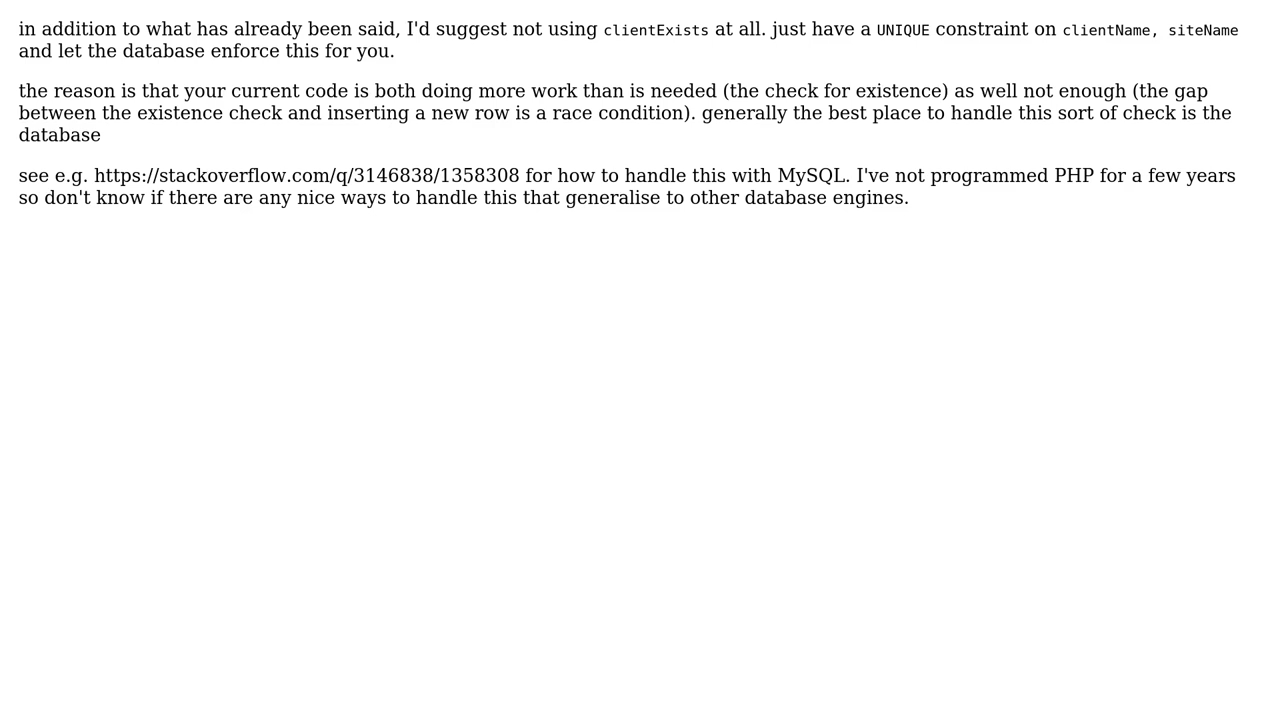 in addition to what has already been said, I'd suggest not using clientExists at all. just have a UNIQUE constraint on clientName, siteName
and let the database enforce this for you.
the reason is that your current code is both doing more work than is needed (the check for existence) as well not enough (the gap
between the existence check and inserting a new row is a race condition). generally the best place to handle this sort of check is the
database
see e.g. https://stackoverflow.com/q/3146838/1358308 for how to handle this with MySQL. I've not programmed PHP for a few years
so don't know if there are any nice ways to handle this that generalise to other database engines.